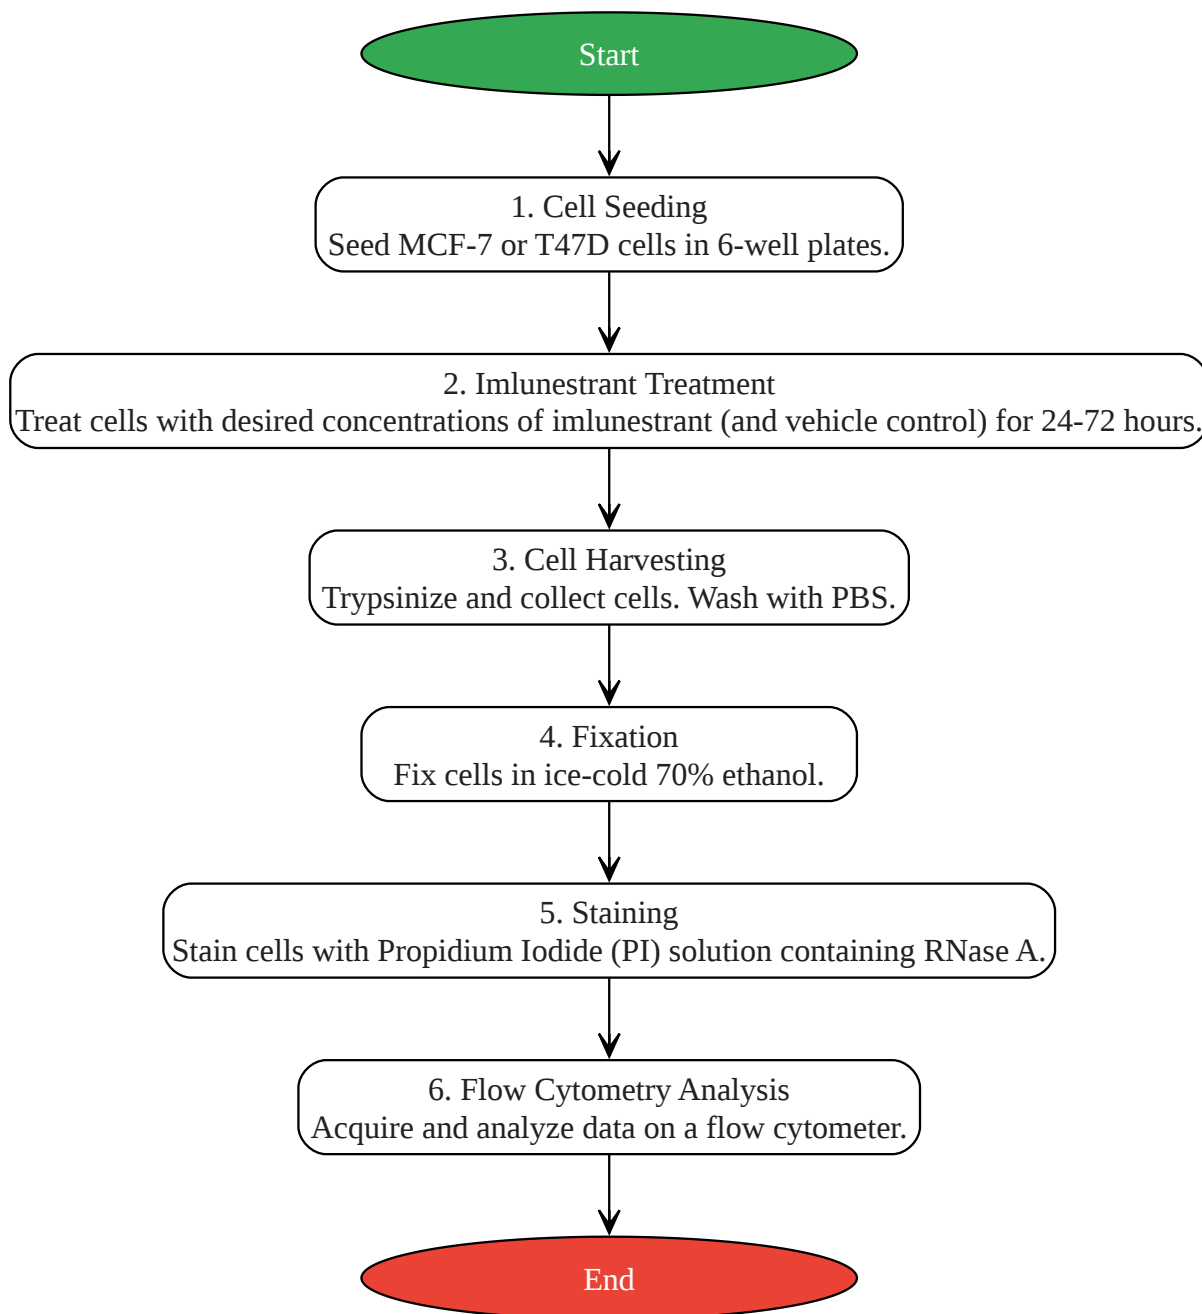 Start
1. Cell Seeding
Seed MCF-7 or T47D cells in 6-well plates.
2. Imlunestrant Treatment
Treat cells with desired concentrations of imlunestrant (and vehicle control) for 24-72 hours.
3. Cell Harvesting
Trypsinize and collect cells. Wash with PBS.
4. Fixation
Fix cells in ice-cold 70% ethanol.
5. Staining
Stain cells with Propidium Iodide (PI) solution containing RNase A.
6. Flow Cytometry Analysis
Acquire and analyze data on a flow cytometer.
End